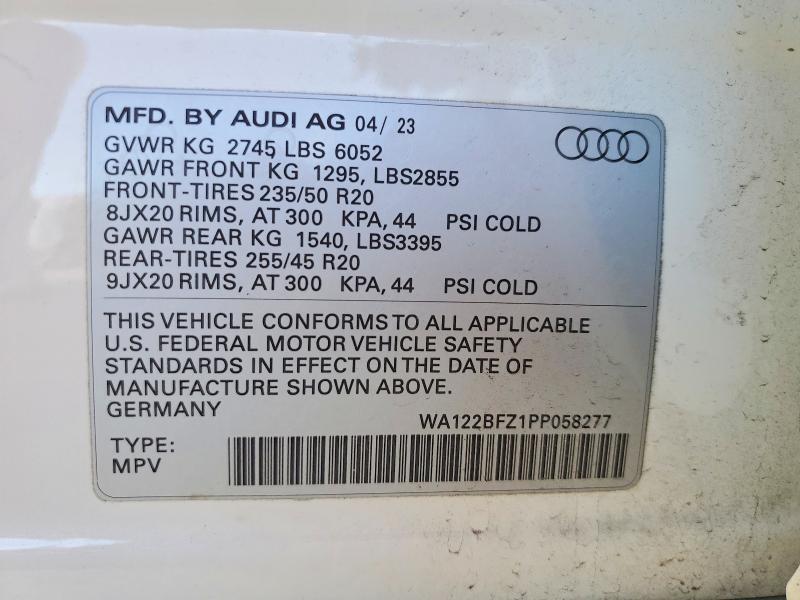 MFD. BY AUDI AG 04/ 23
GVWR KG 2745 LBS 6052
GAWR FRONT KG 1295, LBS2855
FRONT-TIRES 235/50 R20
8JX20 RIMS, AT 300 KPA, 44 PSI COLD
GAWR REAR KG 1540, LBS3395
REAR-TIRES 255/45 R20
9JX20 RIMS, AT 300 KPA, 44 PSI COLD
THIS VEHICLE CONFORMS TO ALL APPLICABLE
U.S. FEDERAL MOTOR VEHICLE SAFETY
STANDARDS IN EFFECT ON THE DATE OF
MANUFACTURE SHOWN ABOVE.
GERMANY
WA122BFZ1PP058277
TYPE:
MPV